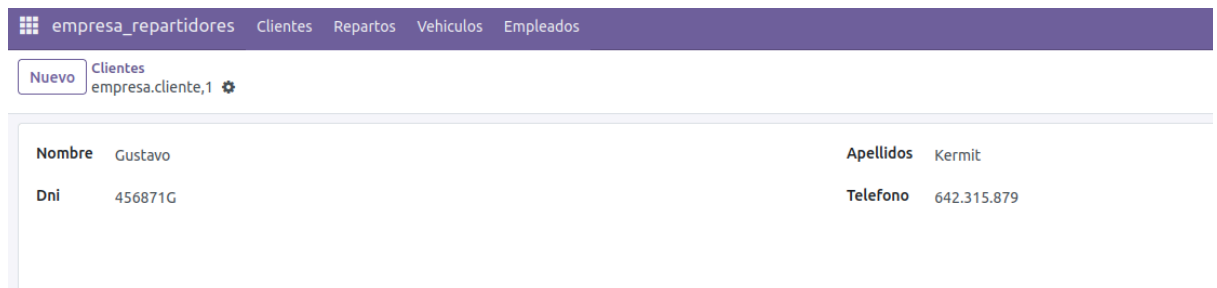 empresa_repartidores Clientes Repartos Vehiculos Empleados
Nuevo
Clientes
empresa.cliente,1
Nombre Gustavo Apellidos Kermit
Dni 456871G Telefono 642.315.879